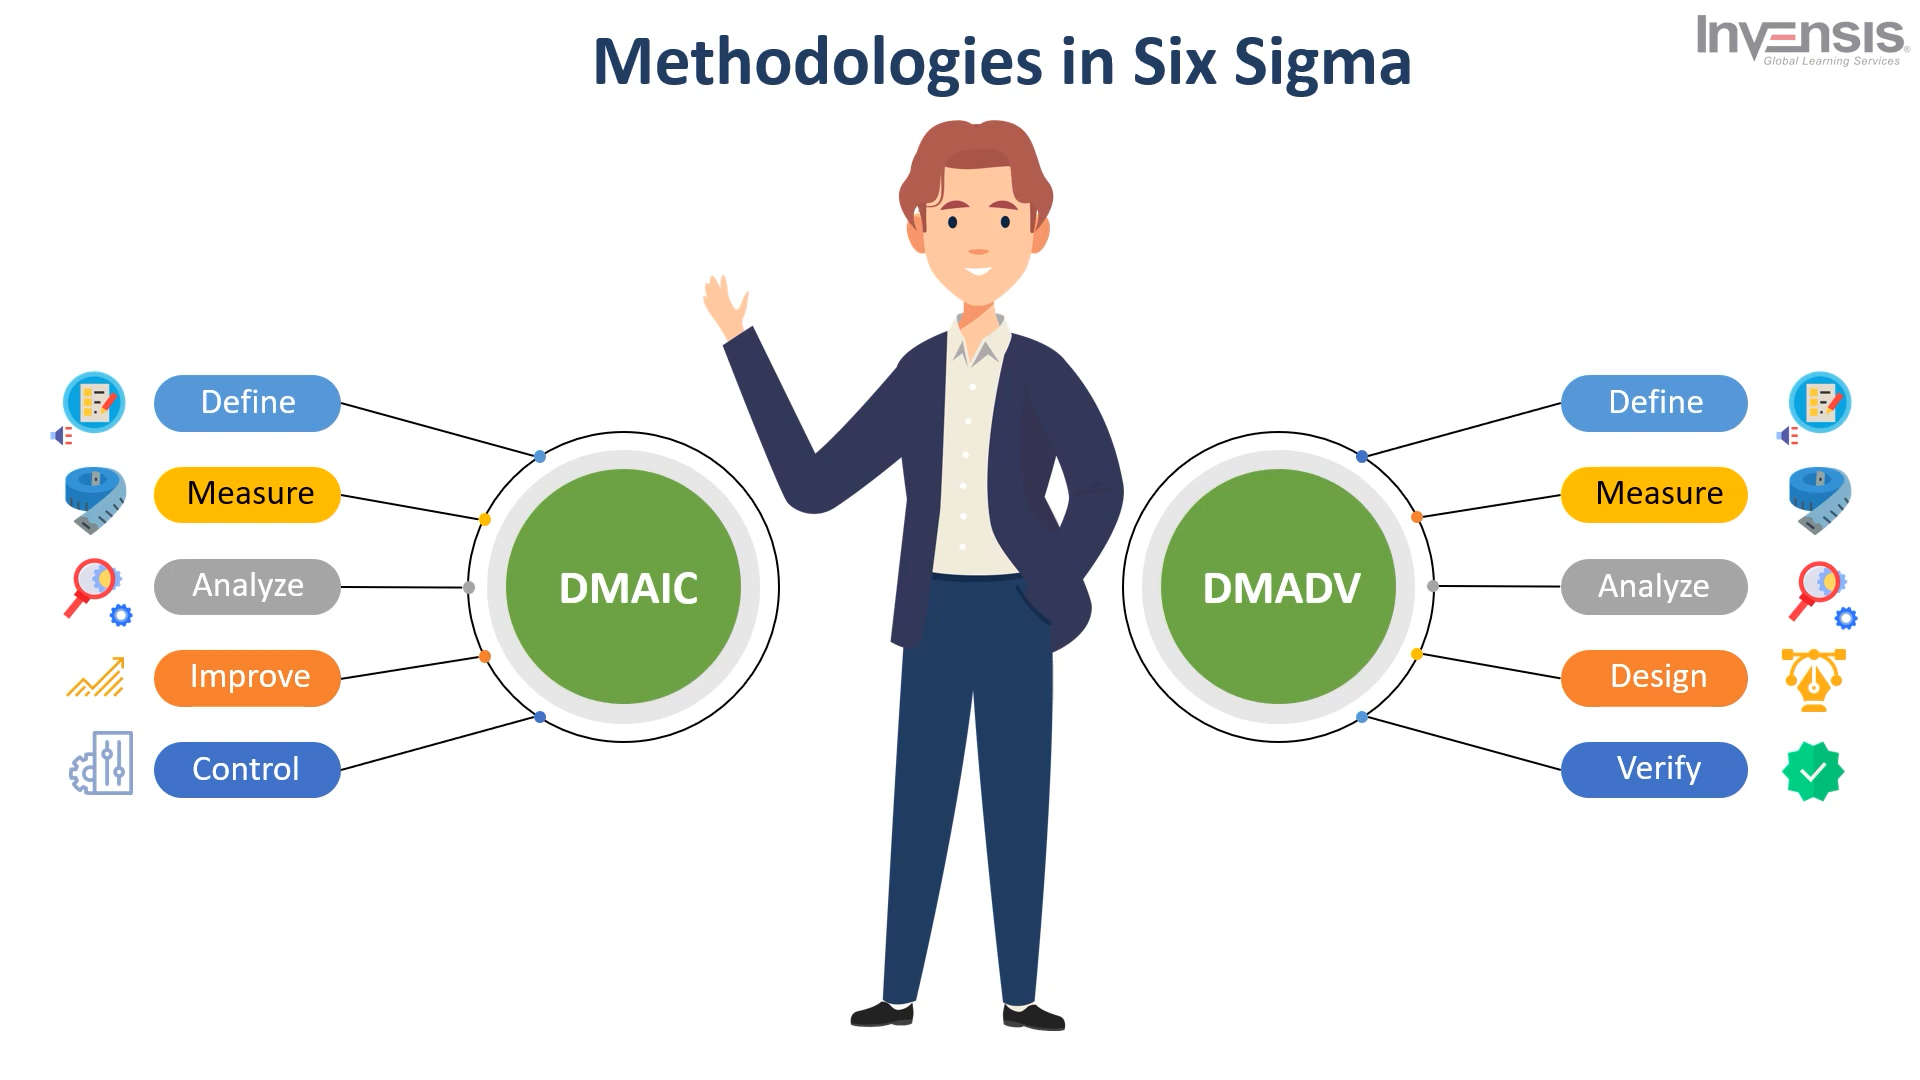 Methodologies in Six Sigma
Invensis®
Global Learning Services
DMAIC
Define
Measure
Analyze
Improve
Control
DMADV
Define
Measure
Analyze
Design
Verify